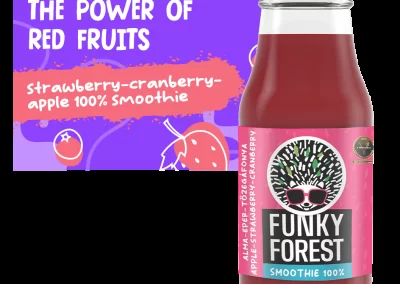 THE POWER OF
RED FRUITS
strawberry-cranberry-
apple 100% smoothie
ALMA-EPER-TŐZEGÁFONYA
APPLE-STRAWBERRY-CRANBERRY
FUNKY
FOREST
SMOOTHIE 100%